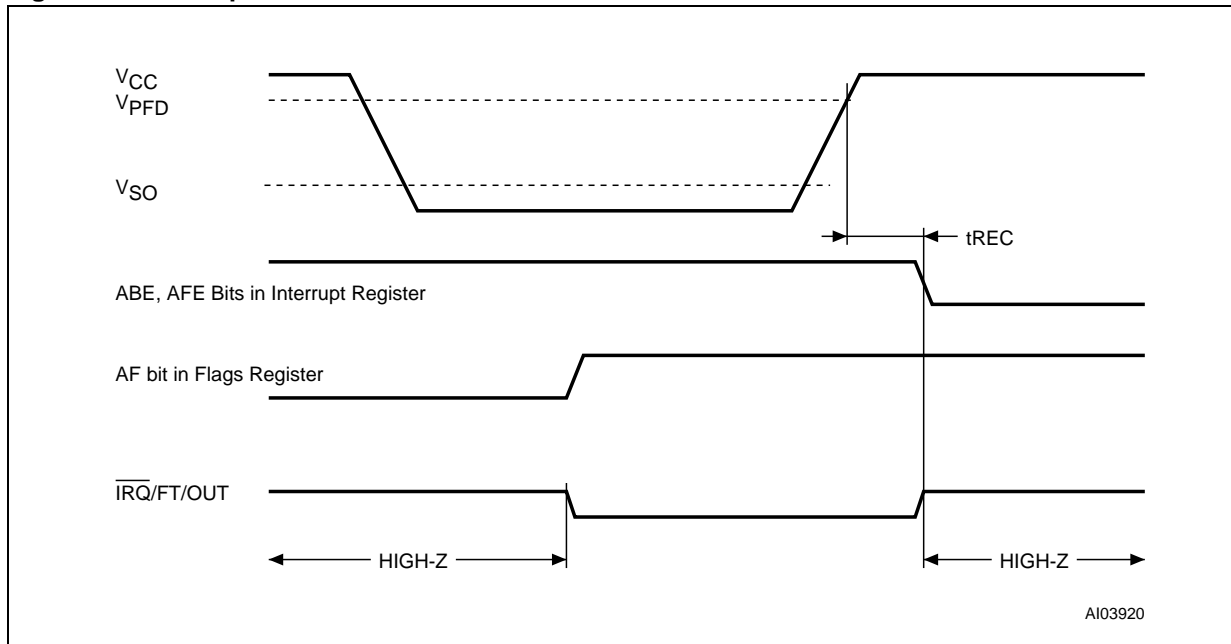 VCC
VPFD
VSO
tREC
ABE, AFE Bits in Interrupt Register
AF bit in Flags Register
IRQ/FT/OUT
HIGH-Z
HIGH-Z
AI03920